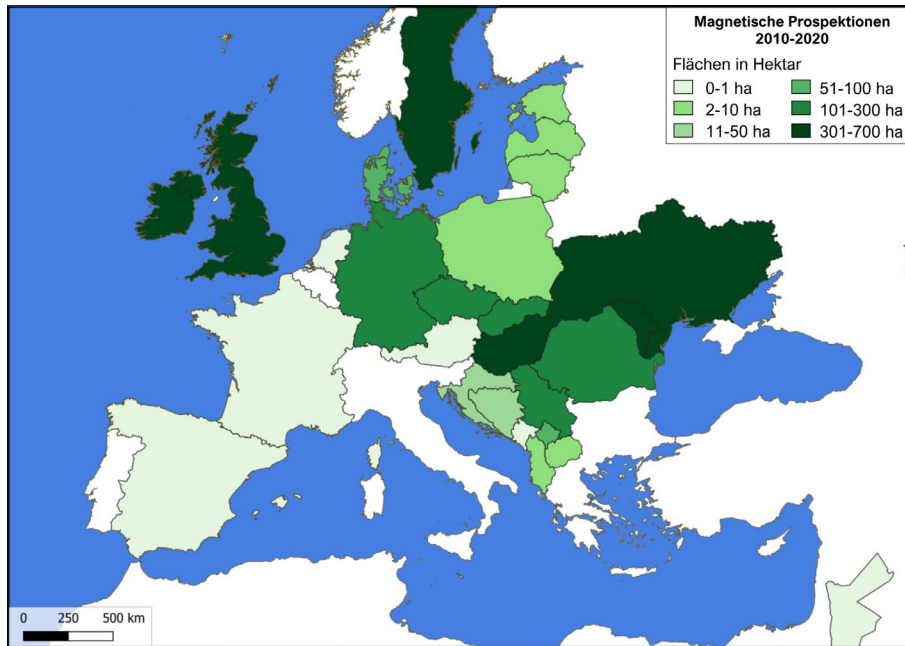 Magnetische Prospektionen
2010-2020
Flächen in Hektar
0-1 ha
2-10 ha
11-50 ha
51-100 ha
101-300 ha
301-700 ha
0 250 500 km